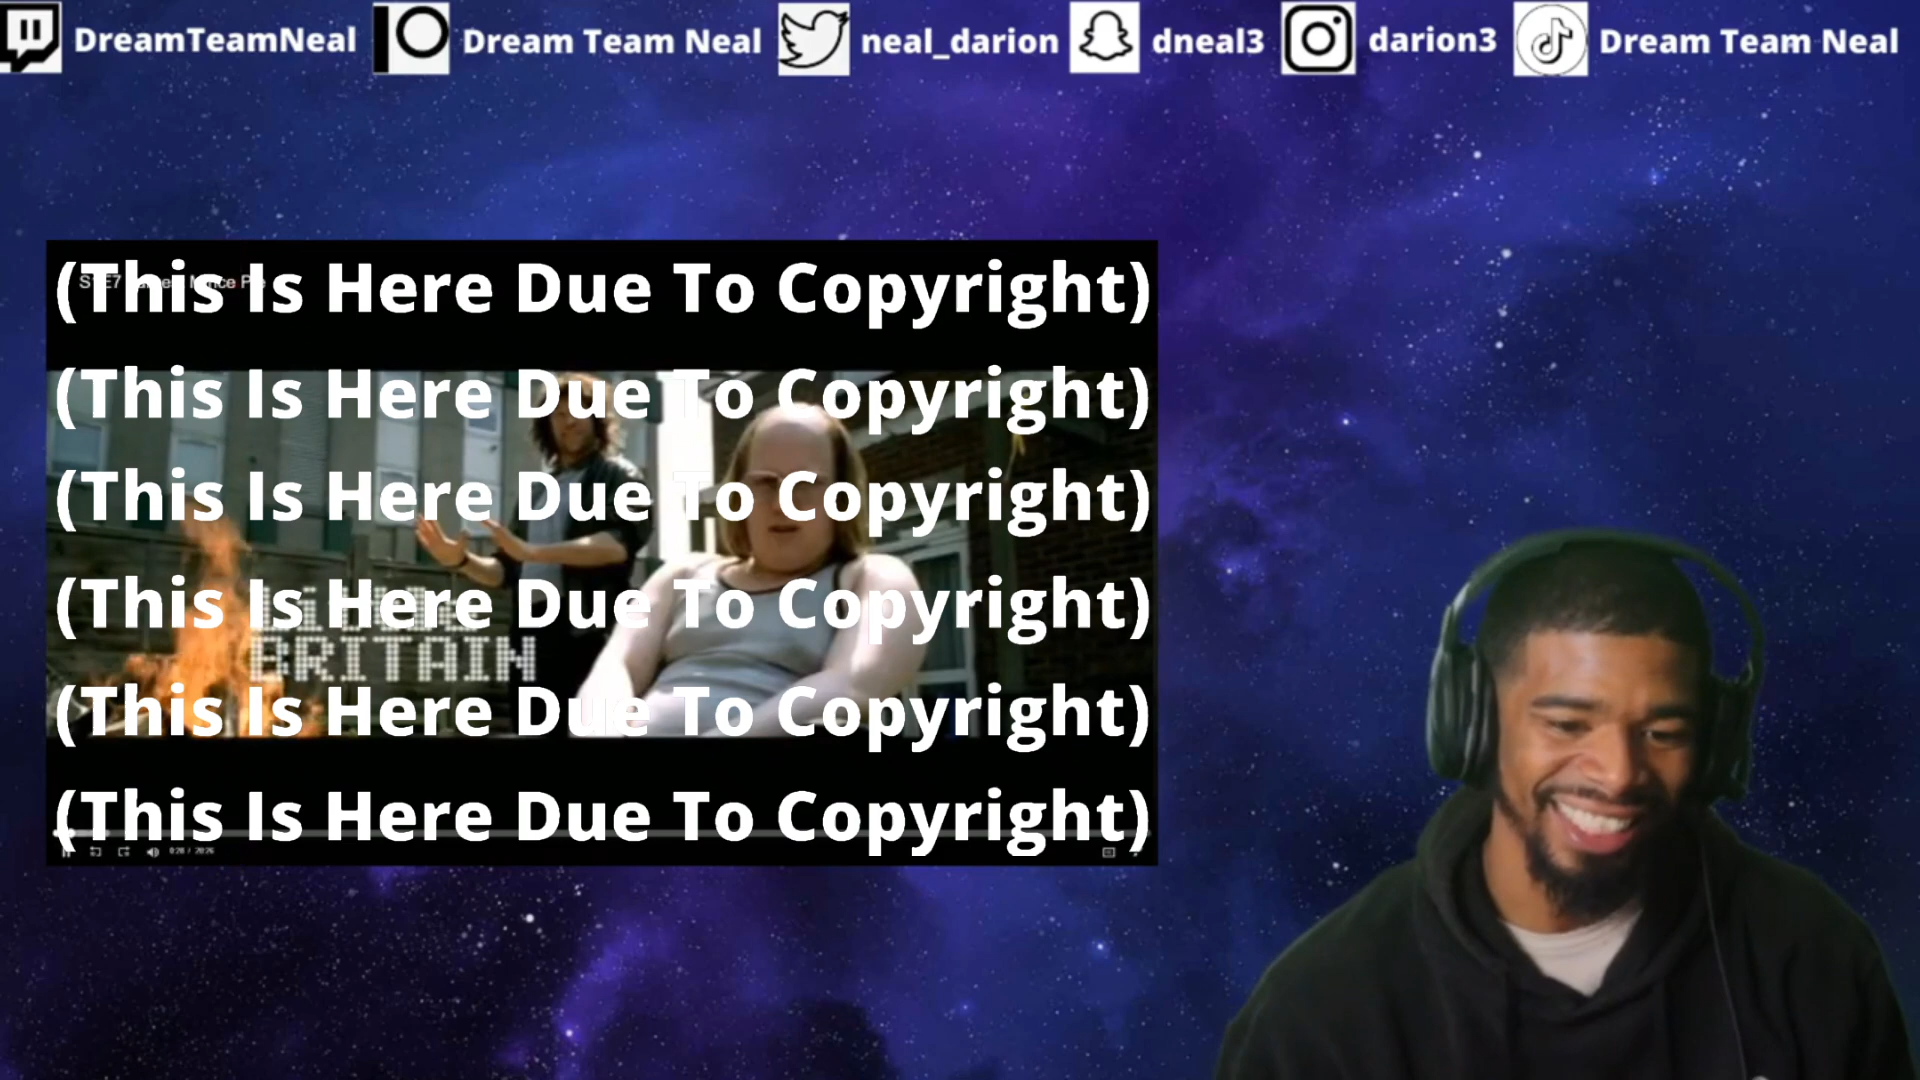 DreamTeamNeal Dream Team Neal neal_darion dneal3 darion3 Dream Team Neal
(This Is Here Due To Copyright)
(This Is Here Due To Copyright)
(This Is Here Due To Copyright)
(This Is Here Due To Copyright)
BRITAIN
(This Is Here Due To Copyright)
(This Is Here Due To Copyright)